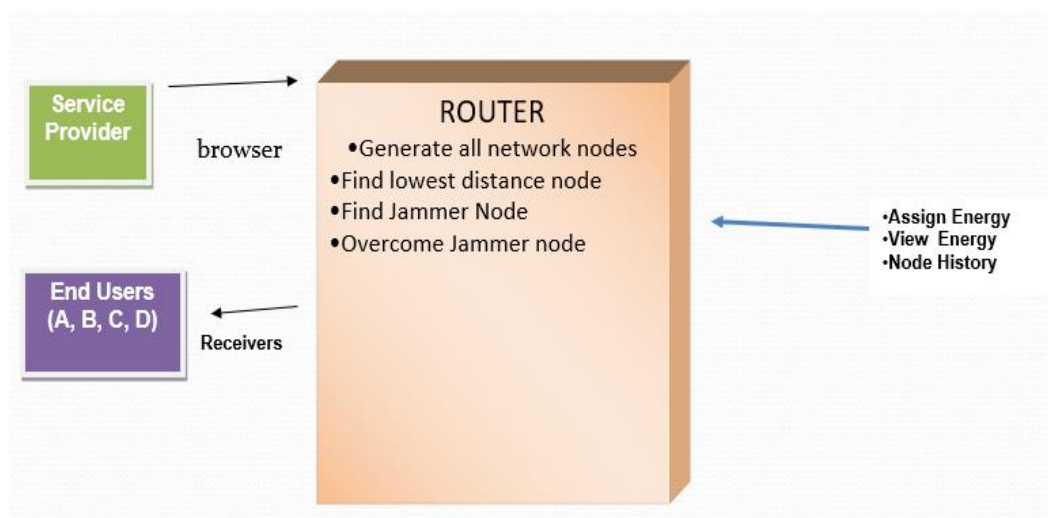 Service
Provider
browser
ROUTER
•Generate all network nodes
•Find lowest distance node
•Find Jammer Node
•Overcome Jammer node
•Assign Energy
•View Energy
•Node History
End Users
(A, B, C, D)
Receivers